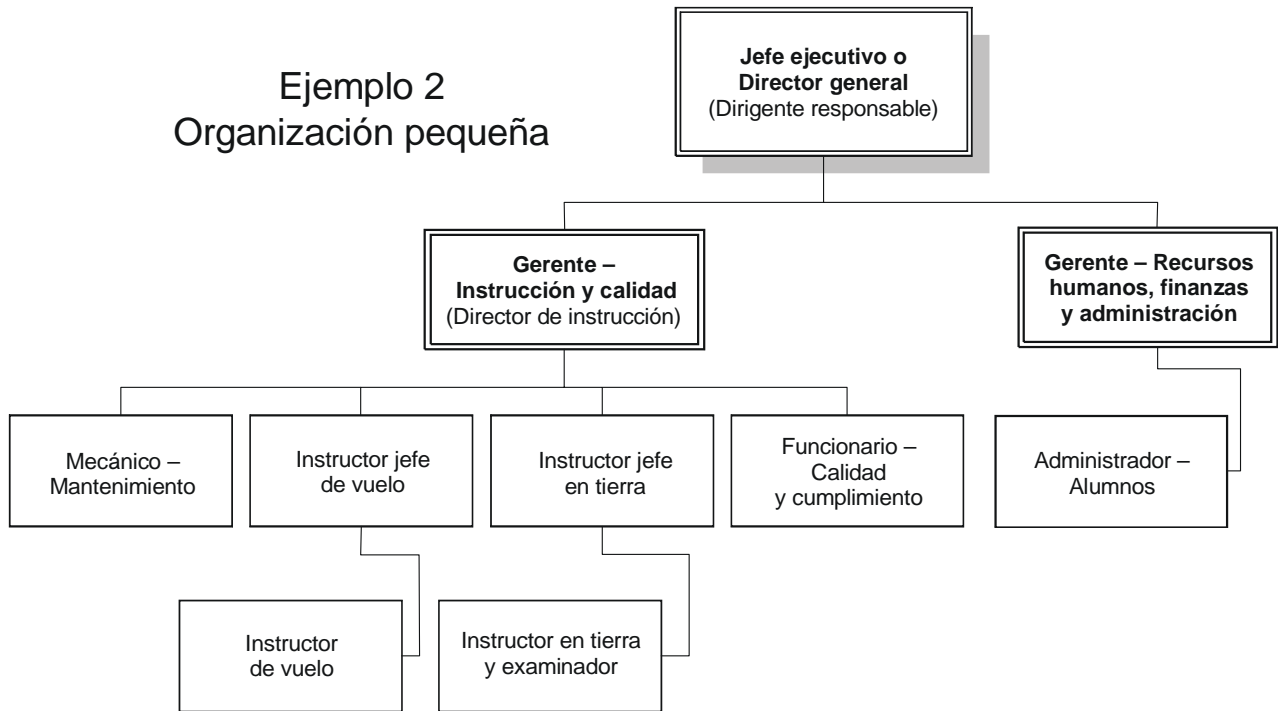 Ejemplo 2
Organización pequeña
Jefe ejecutivo o
Director general
(Dirigente responsable)
Gerente –
Instrucción y calidad
(Director de instrucción)
Gerente – Recursos
humanos, finanzas
y administración
Mecánico –
Mantenimiento
Instructor jefe
de vuelo
Instructor jefe
en tierra
Funcionario –
Calidad
y cumplimiento
Administrador –
Alumnos
Instructor
de vuelo
Instructor en tierra
y examinador